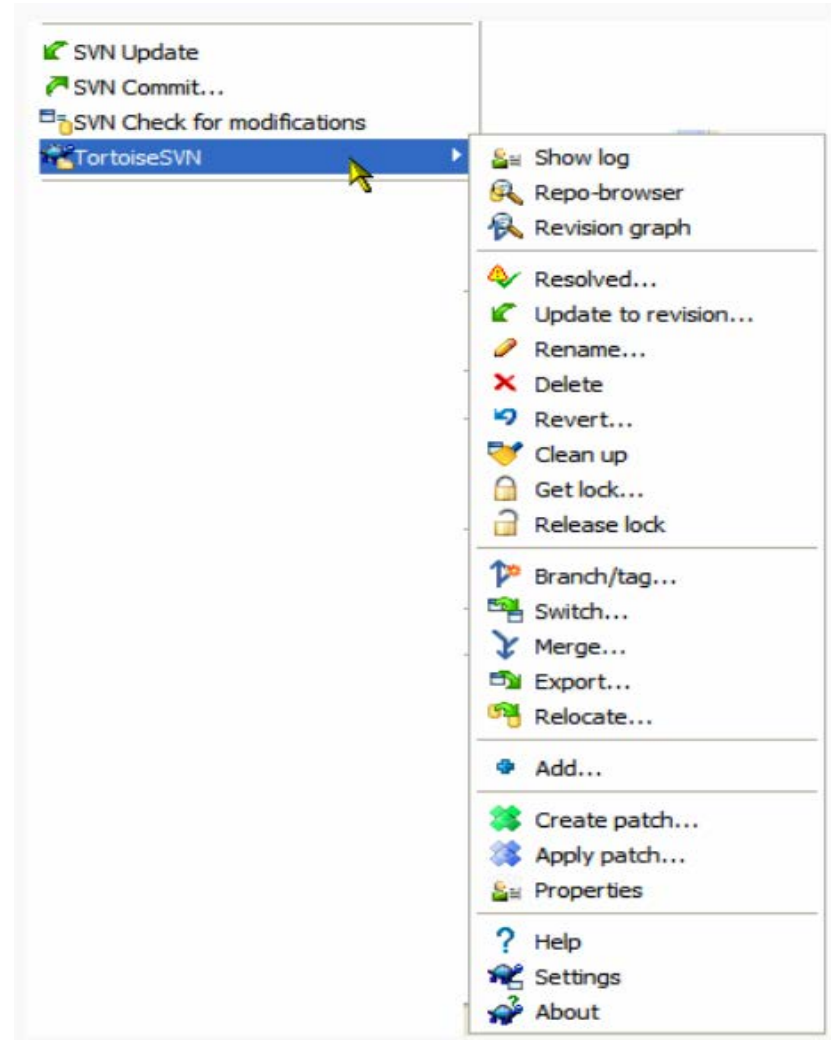 SVN Update
SVN Commit...
SVN Check for modifications
TortoiseSVN
Show log
Repo-browser
Revision graph
Resolved...
Update to revision...
Rename...
Delete
Revert...
Clean up
Get lock...
Release lock
Branch/tag...
Switch...
Merge...
Export...
Relocate...
Add...
Create patch...
Apply patch...
Properties
Help
Settings
About